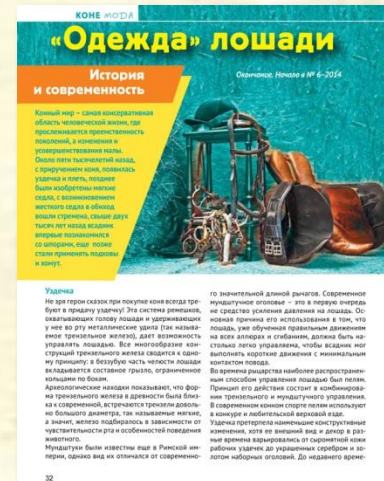 КОНЕ МОДА
«Одежда» лошади
История
и современность
Окончание. Начало в № 6–2014
Конный мир – самая консервативная
область человеческой жизни, где
прослеживается преемственность
поколений, а изменения и
усовершенствования малы.
Около пяти тысячелетий назад,
с приручением коня, появилась
уздечка и плеть, позднее
были изобретены мягкие
седла, с возникновением
жесткого седла в обиход
вошли стремена, свыше двух
тысяч лет назад всадник
впервые познакомился
со шпорами, еще позже
стали применять подковы
и хомут.
Уздечка
Не зря герои сказок при покупке коня всегда тре-
буют в придачу уздечку! Эта система ремешков,
охватывающих голову лошади и удерживающих
у нее во рту металлические удила (так называ-
емое трензельное железо), дает возможность
управлять лошадью. Все многообразие кон-
струкций трензельного железа сводится к одно-
му принципу: в беззубую часть челюсти лошади
вкладывается составное грызло, ограниченное
кольцами по бокам.
Археологические находки показывают, что фор-
ма трензельного железа в древности была близ-
ка к современной, встречаются трензели доволь-
но большого диаметра, так называемые мягкие,
а значит, железо подбиралось в зависимости от
чувствительности рта и особенностей поведения
животного.
Мундштуки были известны еще в Римской им-
перии, однако вид их отличался от современно-
го значительной длиной рычагов. Современное
мундштучное оголовье – это в первую очередь
не средство усиления давления на лошадь. Ос-
новная причина его использования в том, что
лошадь, уже обученная правильным движениям
на всех аллюрах и сгибаниям, должна быть на-
столько легко управляема, чтобы всадник мог
выполнять короткие движения с минимальным
контактом повода.
Во времена рыцарства наиболее распространен-
ным способом управления лошадью был пелям.
Принцип его действия состоит в комбинирова-
нии трензельного и мундштучного управления.
В современном конном спорте пелям используют
в конкуре и любительской верховой езде.
Уздечка претерпела наименьшие конструктивные
изменения, хотя ее внешний вид и декор в раз-
ные времена варьировались от сыромятной кожи
рабочих уздечек до украшенных серебром и зо-
лотом наборных оголовий. До недавнего време-
32